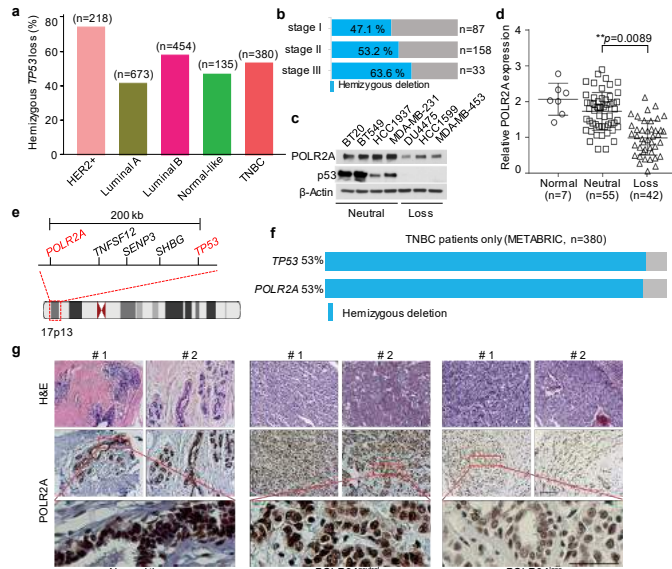 a
Hemizygous TP53 loss (%)
100
80
60
40
20
0
(n=218)
(n=673)
(n=454)
(n=135)
(n=380)
HER2+
Luminal A
Luminal B
Normal-like
TNBC
b
stage I 47.1 % n=87
stage II 53.2 % n=158
stage III 63.6 % n=33
Hemizygous deletion
c
BT20
BT549
HCC1937
MDA-MB-231
DU4475
HCC1599
MDA-MB-453
POLR2A
p53
β-Actin
Neutral Loss
d
**p=0.0089
Relative POLR2A expression
4
3
2
1
0
Normal Neutral Loss
(n=7) (n=55) (n=42)
e
200 kb
POLR2A
TNFSF12
SENP3
SHBG
TP53
17p13
f
TNBC patients only (METABRIC, n=380)
TP53 53%
POLR2A 53%
Hemizygous deletion
g
# 1 # 2 # 1 # 2 # 1 # 2
H&E
POLR2A